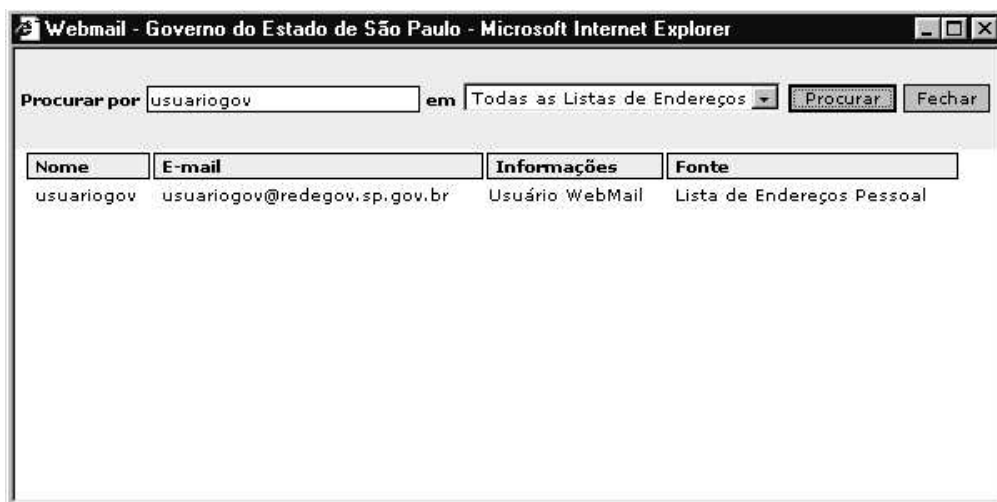 Webmail - Governo do Estado de São Paulo - Microsoft Internet Explorer
Procurar por usuariogov em Todas as Listas de Endereços Procurar Fechar
Nome E-mail Informações Fonte
usuariogov usuariogov@redegov.sp.gov.br Usuário WebMail Lista de Endereços Pessoal